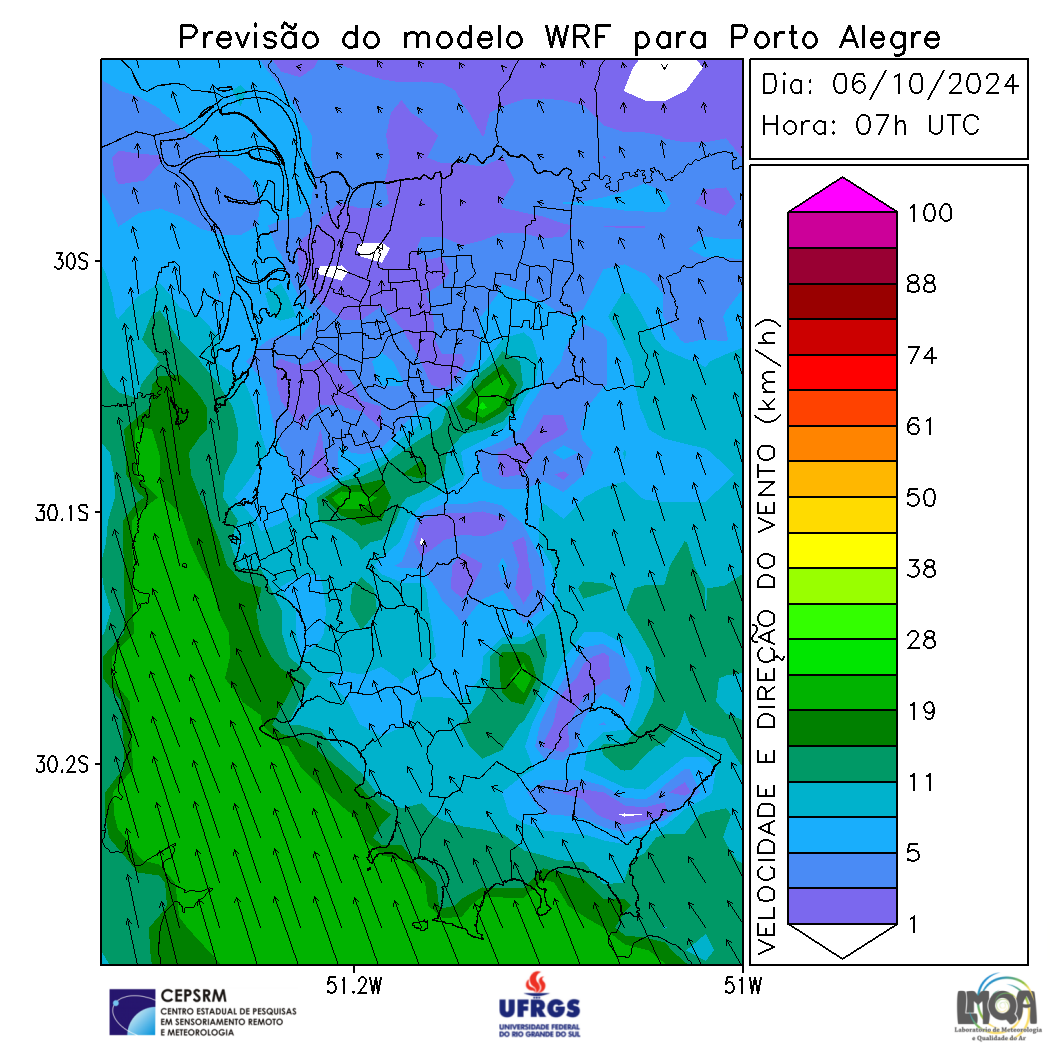 Previsão do modelo WRF para Porto Alegre
Dia: 06/10/2024
Hora: 07h UTC
30S
30.1S
30.2S
51.2W
51W
VELOCIDADE E DIREÇÃO DO VENTO (km/h)
100
88
74
61
50
38
28
19
11
5
1
CEPSRM
CENTRO ESTADUAL DE PESQUISAS
EM SENSORIAMENTO REMOTO
E METEOROLOGIA
UFRGS
UNIVERSIDADE FEDERAL
DO RIO GRANDE DO SUL
LMQA
Laboratório de Meteorologia
e Qualidade do Ar